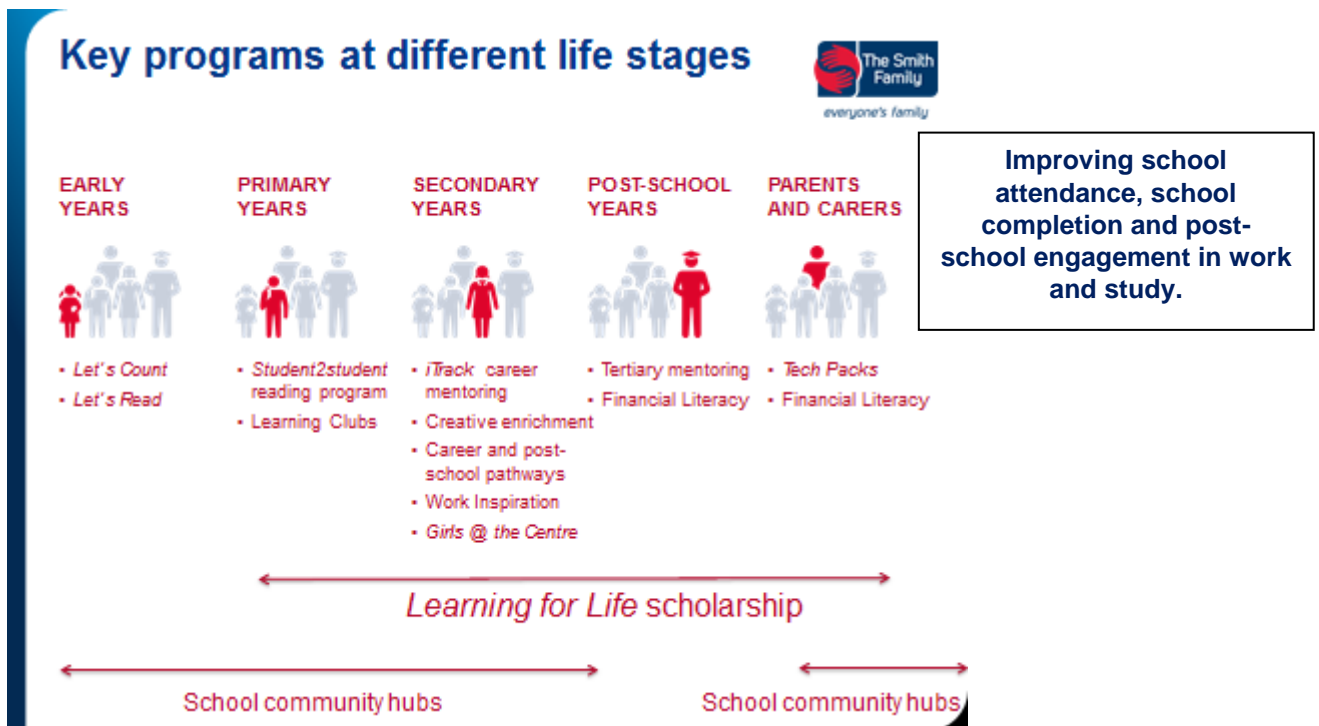 Key programs at different life stages
The Smith
Family
everyone's family
Improving school
attendance, school
completion and post-
school engagement in work
and study.
EARLY
YEARS
• Let's Count
• Let's Read
PRIMARY
YEARS
• Student2student
reading program
• Learning Clubs
SECONDARY
YEARS
• iTrack career
mentoring
• Creative enrichment
• Career and post-
school pathways
• Work Inspiration
• Girls @ the Centre
POST-SCHOOL
YEARS
• Tertiary mentoring
• Financial Literacy
PARENTS
AND CARERS
• Tech Packs
• Financial Literacy
Learning for Life scholarship
School community hubs
School community hubs